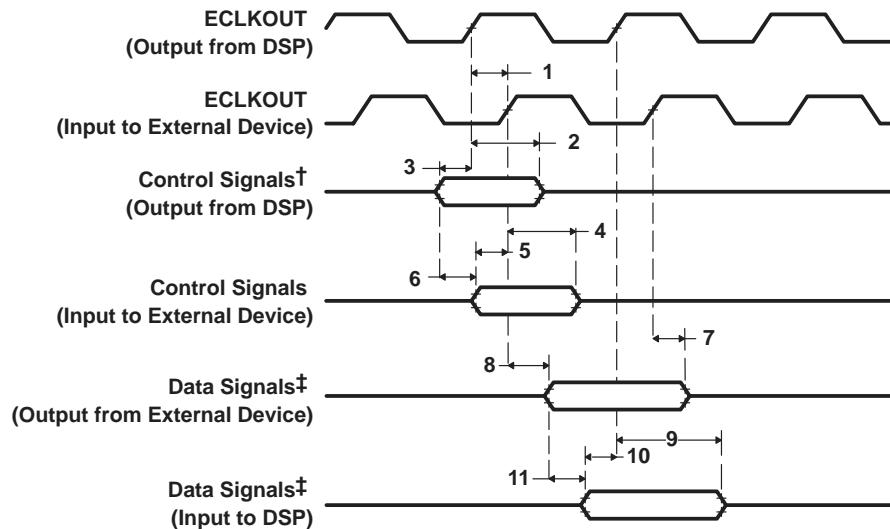 ECLKOUT
(Output from DSP)
1
ECLKOUT
(Input to External Device)
2
3
Control Signals†
(Output from DSP)
4
5
6
Control Signals
(Input to External Device)
7
8
Data Signals‡
(Output from External Device)
9
10
11
Data Signals‡
(Input to DSP)